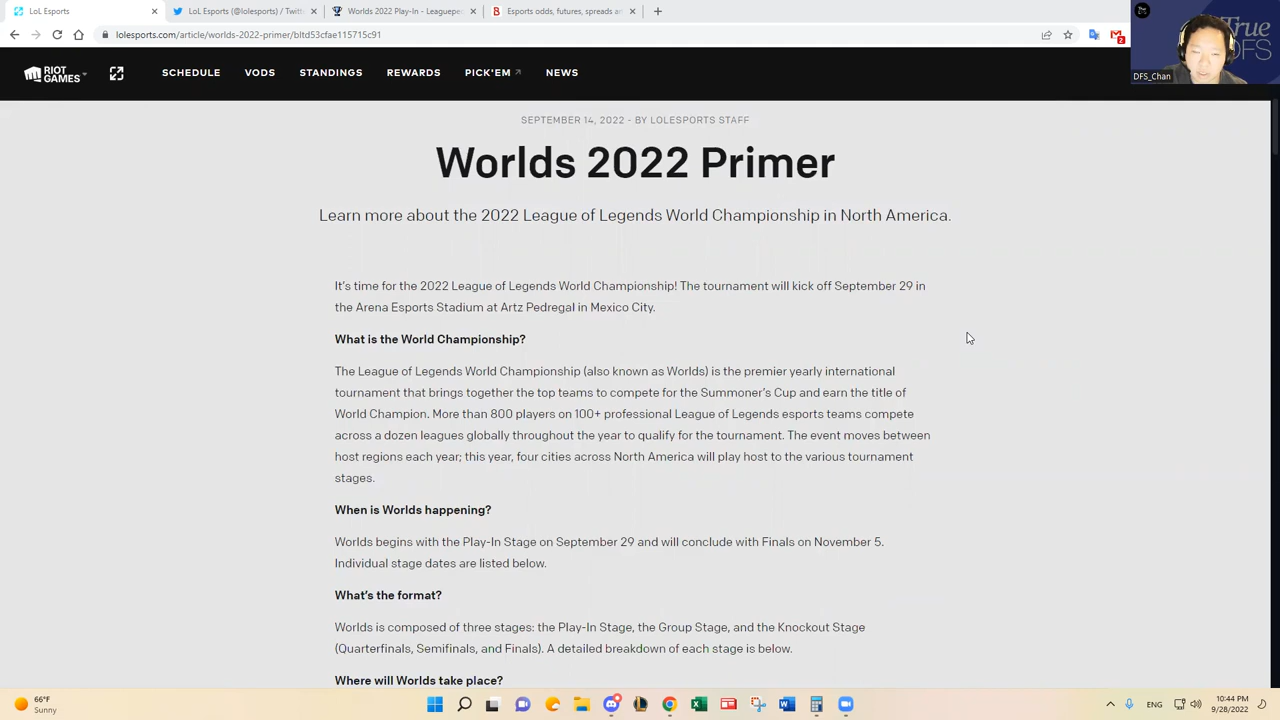 LoL Esports
LoL Esports (@lolesports) / Twitt
Worlds 2022 Play-In - Leaguepe
Esports odds, futures, spreads an
lolesports.com/article/worlds-2022-primer/bltd53cfae115715c91
2
True
DFS
DFS_Chan
RIOT
GAMES
SCHEDULE VODS STANDINGS REWARDS PICK'EM NEWS
SEPTEMBER 14, 2022 - BY LOLESPORTS STAFF
Worlds 2022 Primer
Learn more about the 2022 League of Legends World Championship in North America.
It's time for the 2022 League of Legends World Championship! The tournament will kick off September 29 in
the Arena Esports Stadium at Artz Pedregal in Mexico City.
What is the World Championship?
The League of Legends World Championship (also known as Worlds) is the premier yearly international
tournament that brings together the top teams to compete for the Summoner's Cup and earn the title of
World Champion. More than 800 players on 100+ professional League of Legends esports teams compete
across a dozen leagues globally throughout the year to qualify for the tournament. The event moves between
host regions each year; this year, four cities across North America will play host to the various tournament
stages.
When is Worlds happening?
Worlds begins with the Play-In Stage on September 29 and will conclude with Finals on November 5.
Individual stage dates are listed below.
What's the format?
Worlds is composed of three stages: the Play-In Stage, the Group Stage, and the Knockout Stage
(Quarterfinals, Semifinals, and Finals). A detailed breakdown of each stage is below.
Where will Worlds take place?
66°F
Sunny
ENG
10:44 PM
9/28/2022